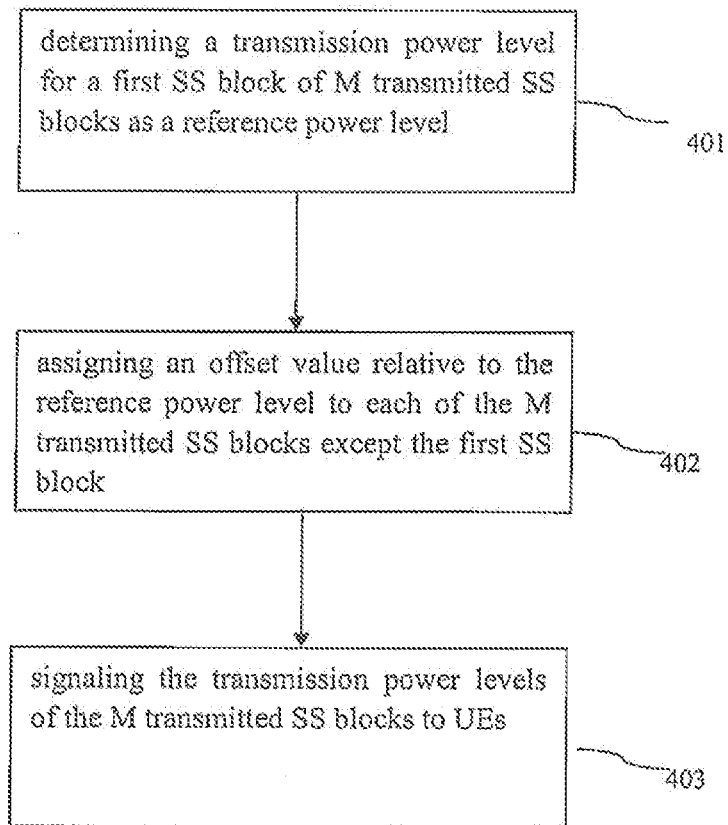 determining a transmission power level
for a first SS block of M transmitted SS
blocks as a reference power level
401
assigning an offset value relative to the
reference power level to each of the M
transmitted SS blocks except the first SS
block
402
signaling the transmission power levels
of the M transmitted SS blocks to UEs
403